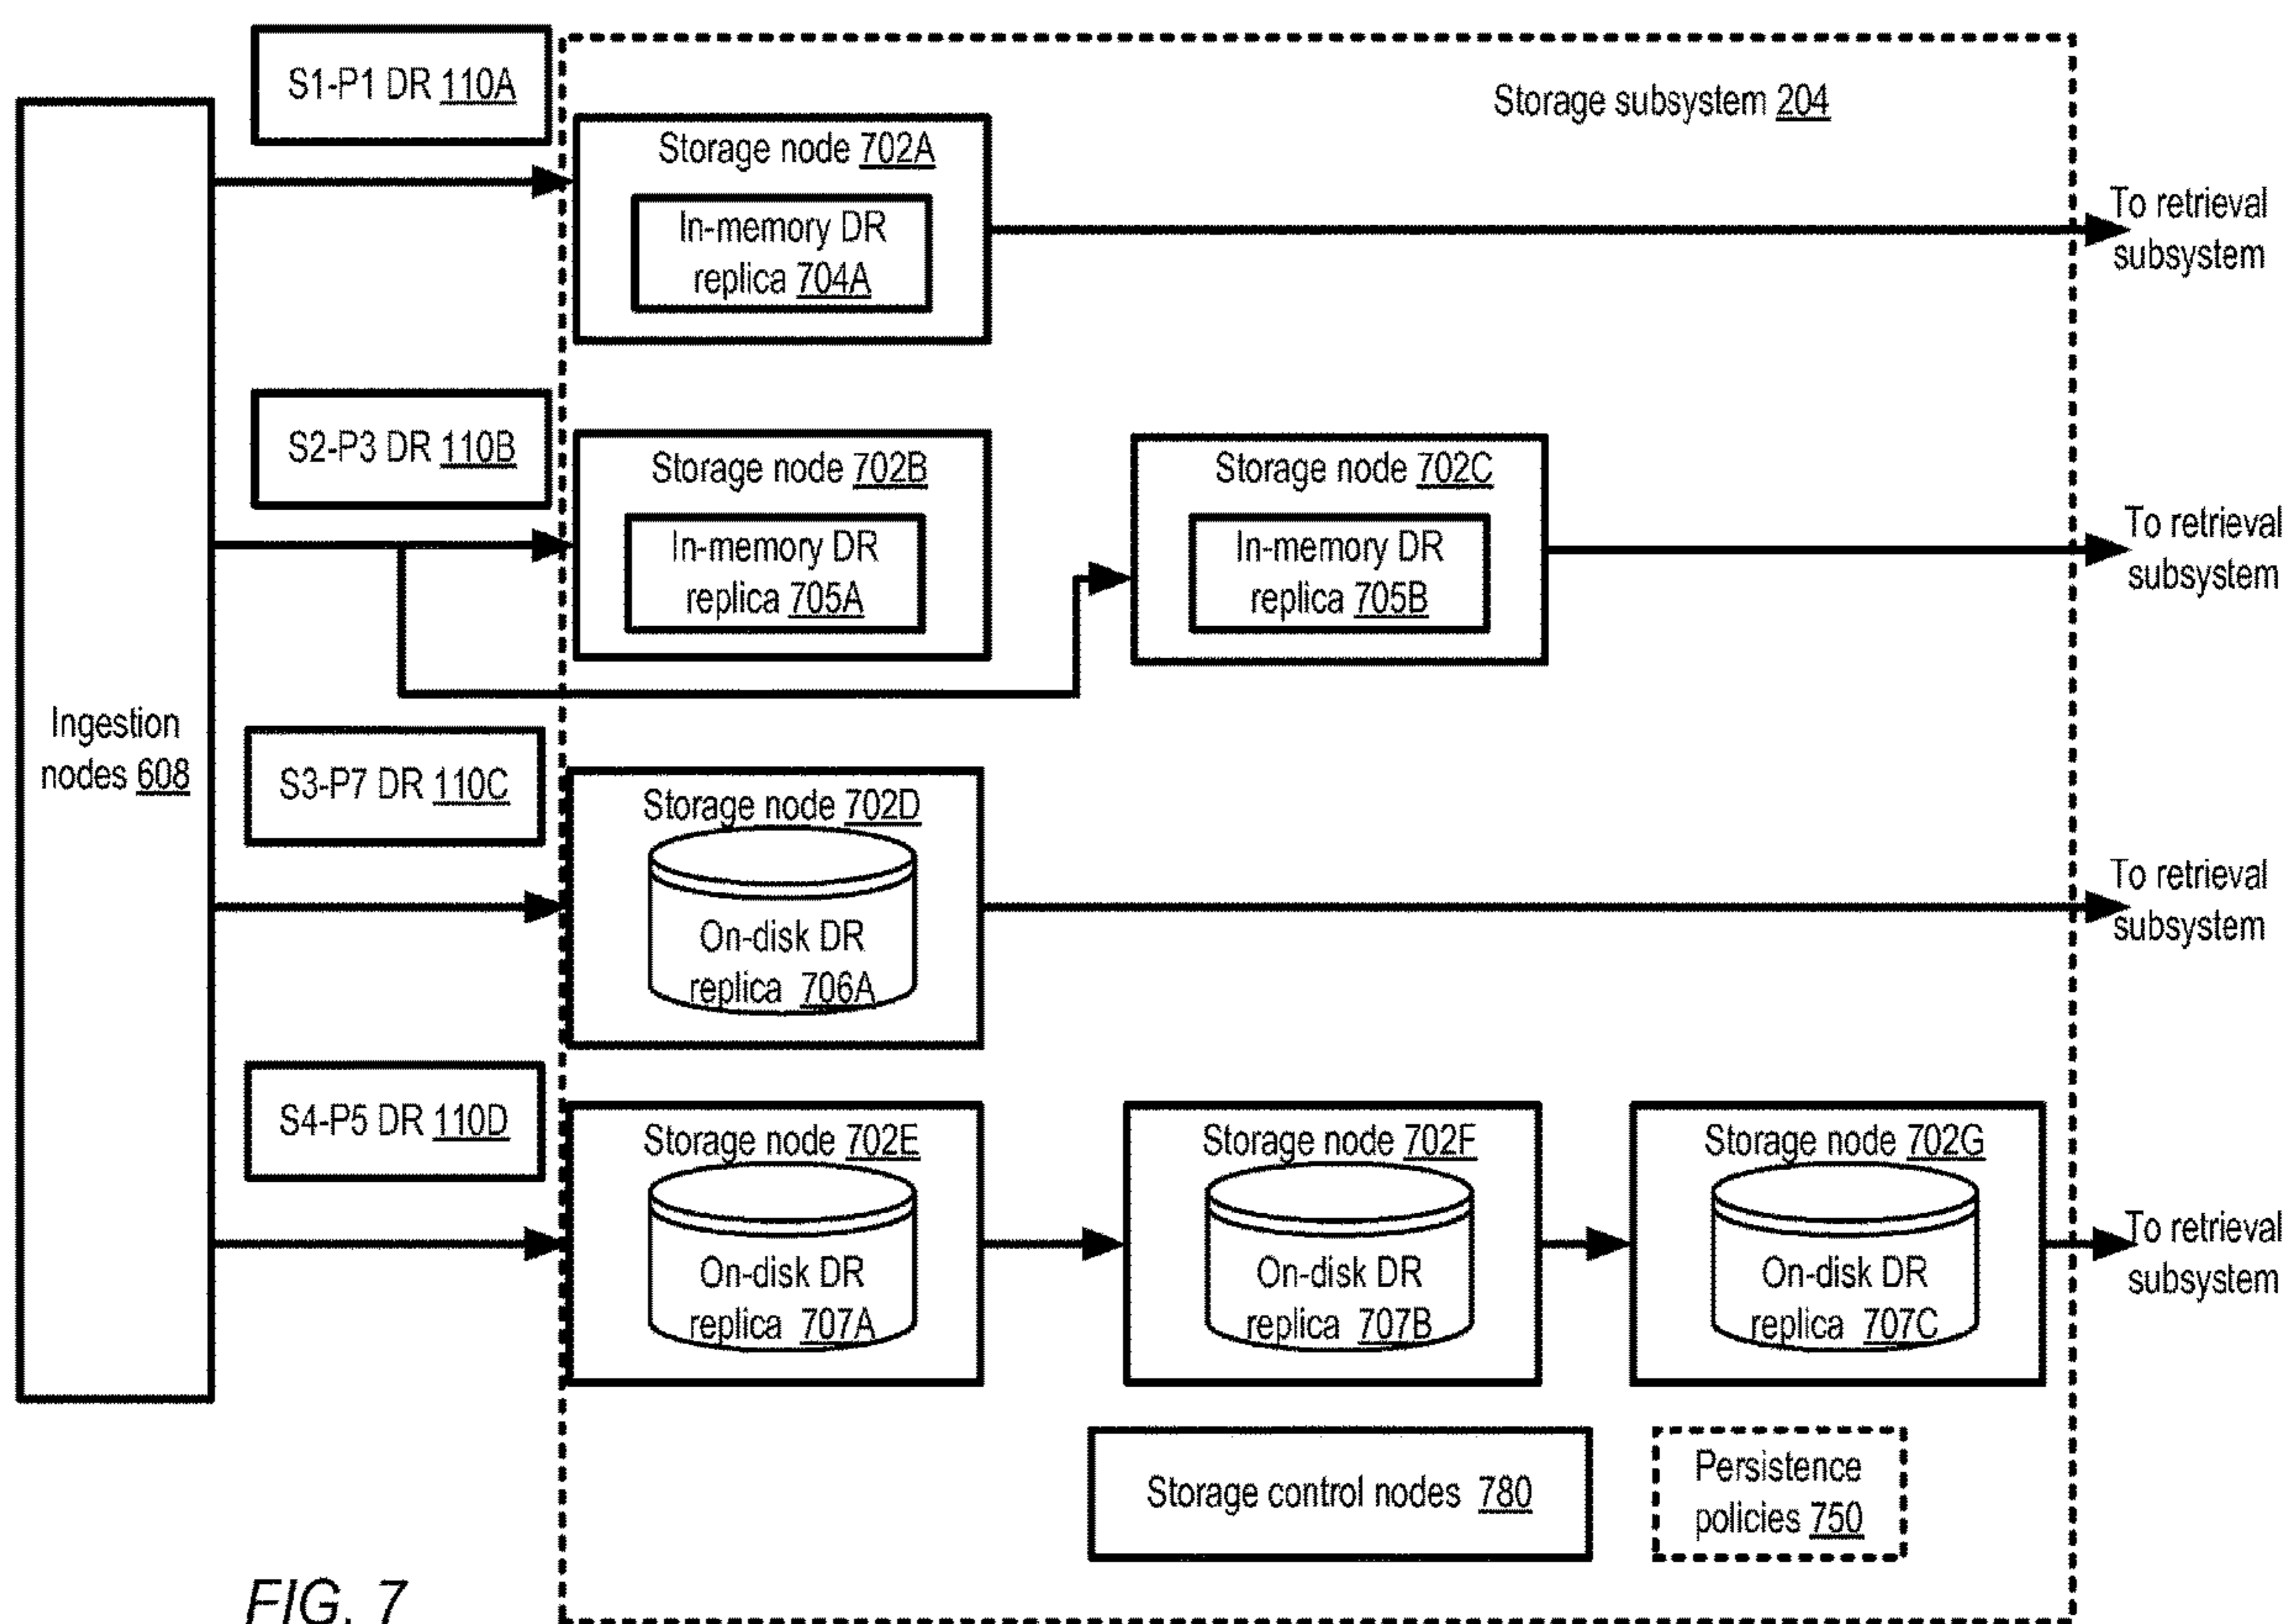 S1-P1 DR 110A
Storage subsystem 204
Storage node 702A
In-memory DR
replica 704A
To retrieval
subsystem
S2-P3 DR 110B
Storage node 702B
In-memory DR
replica 705A
Storage node 702C
In-memory DR
replica 705B
To retrieval
subsystem
Ingestion
nodes 608
S3-P7 DR 110C
Storage node 702D
On-disk DR
replica 706A
To retrieval
subsystem
S4-P5 DR 110D
Storage node 702E
On-disk DR
replica 707A
Storage node 702F
On-disk DR
replica 707B
Storage node 702G
On-disk DR
replica 707C
To retrieval
subsystem
Storage control nodes 780
Persistence
policies 750
FIG. 7